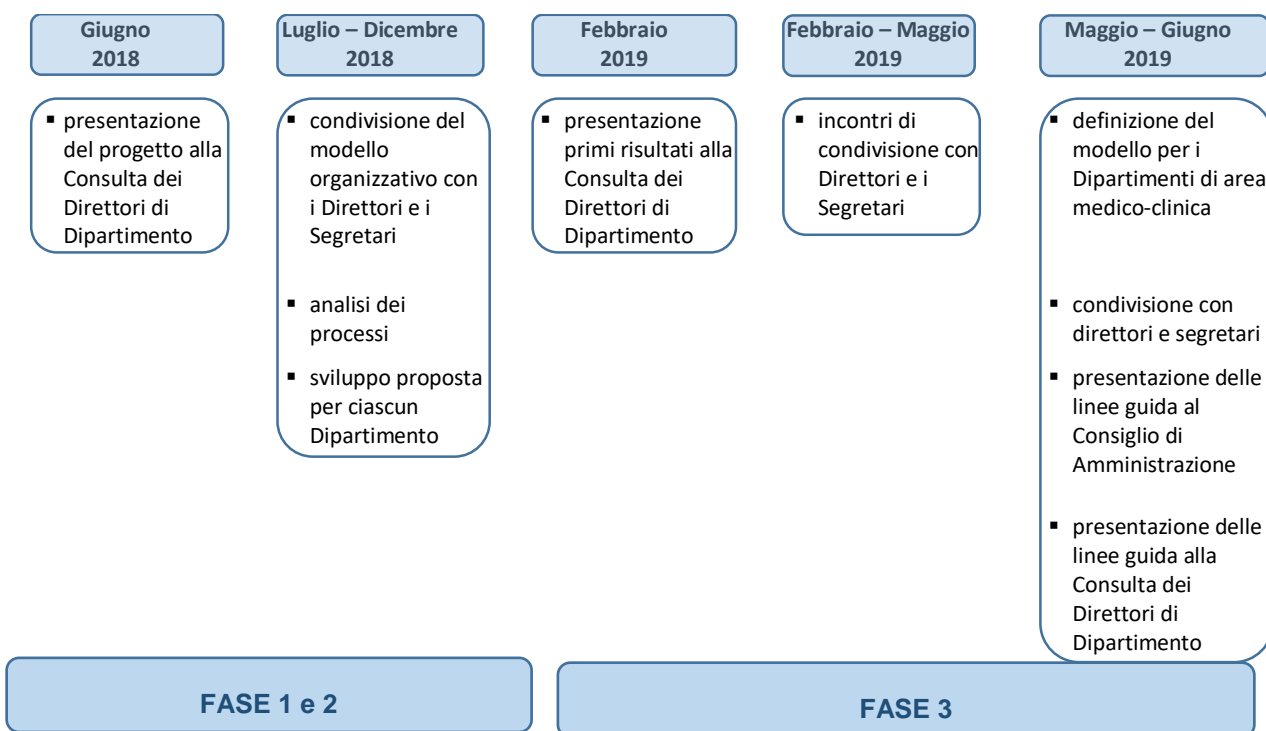 Giugno
2018
Luglio – Dicembre
2018
Febbraio
2019
Febbraio – Maggio
2019
Maggio – Giugno
2019
▪ presentazione
del progetto alla
Consulta dei
Direttori di
Dipartimento
▪ condivisione del
modello
organizzativo con
i Direttori e i
Segretari
▪ analisi dei
processi
▪ sviluppo proposta
per ciascun
Dipartimento
▪ presentazione
primi risultati alla
Consulta dei
Direttori di
Dipartimento
▪ incontri di
condivisione con
Direttori e i
Segretari
▪ definizione del
modello per i
Dipartimenti di area
medico-clinica
▪ condivisione con
direttori e segretari
▪ presentazione delle
linee guida al
Consiglio di
Amministrazione
▪ presentazione delle
linee guida alla
Consulta dei
Direttori di
Dipartimento
FASE 1 e 2
FASE 3